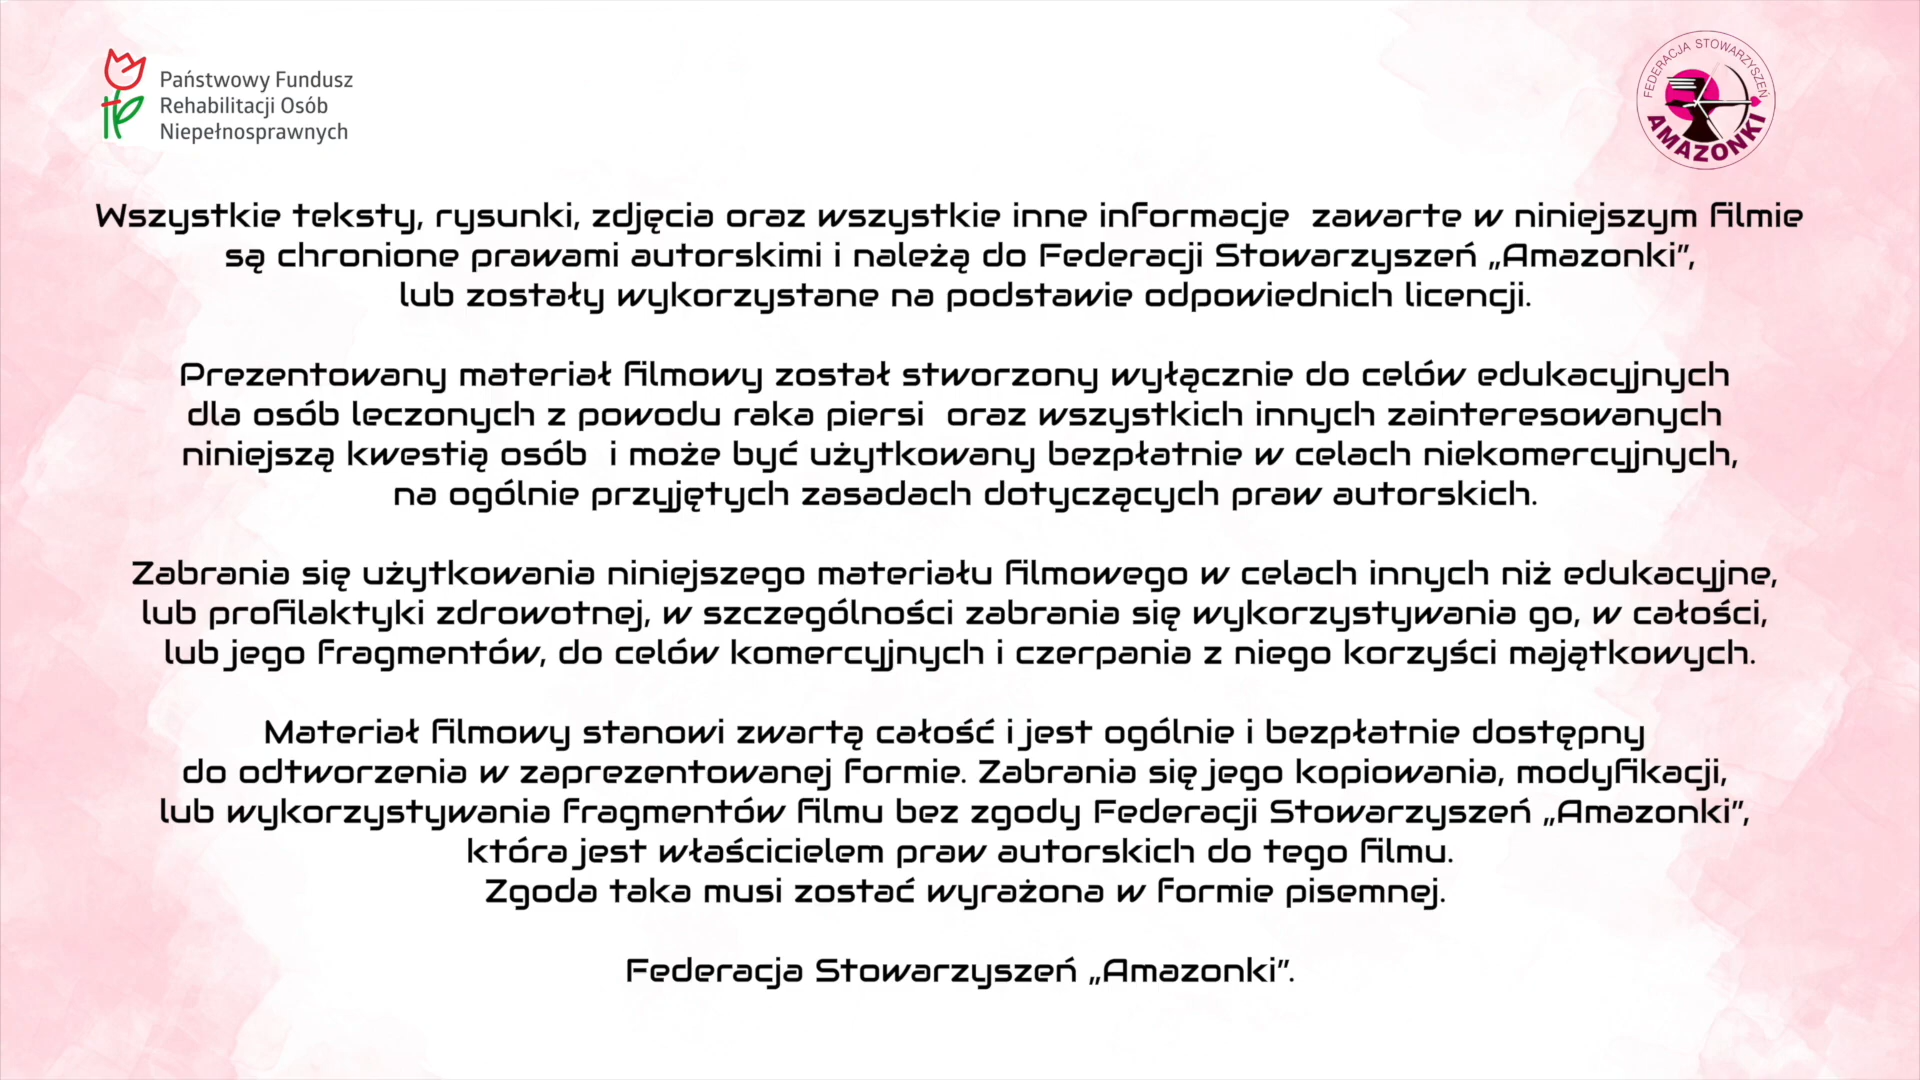 Państwowy Fundusz
Rehabilitacji Osób
Niepełnosprawnych
FEDERACJA STOWARZYSZEŃ
AMAZONKI
Wszystkie teksty, rysunki, zdjęcia oraz wszystkie inne informacje  zawarte w niniejszym filmie
są chronione prawami autorskimi i należą do Federacji Stowarzyszeń „Amazonki”,
lub zostały wykorzystane na podstawie odpowiednich licencji.
Prezentowany materiał filmowy został stworzony wyłącznie do celów edukacyjnych
dla osób leczonych z powodu raka piersi  oraz wszystkich innych zainteresowanych
niniejszą kwestią osób  i może być użytkowany bezpłatnie w celach niekomercyjnych,
na ogólnie przyjętych zasadach dotyczących praw autorskich.
Zabrania się użytkowania niniejszego materiału filmowego w celach innych niż edukacyjne,
lub profilaktyki zdrowotnej, w szczególności zabrania się wykorzystywania go, w całości,
lub jego fragmentów, do celów komercyjnych i czerpania z niego korzyści majątkowych.
Materiał filmowy stanowi zwartą całość i jest ogólnie i bezpłatnie dostępny
do odtworzenia w zaprezentowanej formie. Zabrania się jego kopiowania, modyfikacji,
lub wykorzystywania fragmentów filmu bez zgody Federacji Stowarzyszeń „Amazonki”,
która jest właścicielem praw autorskich do tego filmu.
Zgoda taka musi zostać wyrażona w formie pisemnej.
Federacja Stowarzyszeń „Amazonki”.